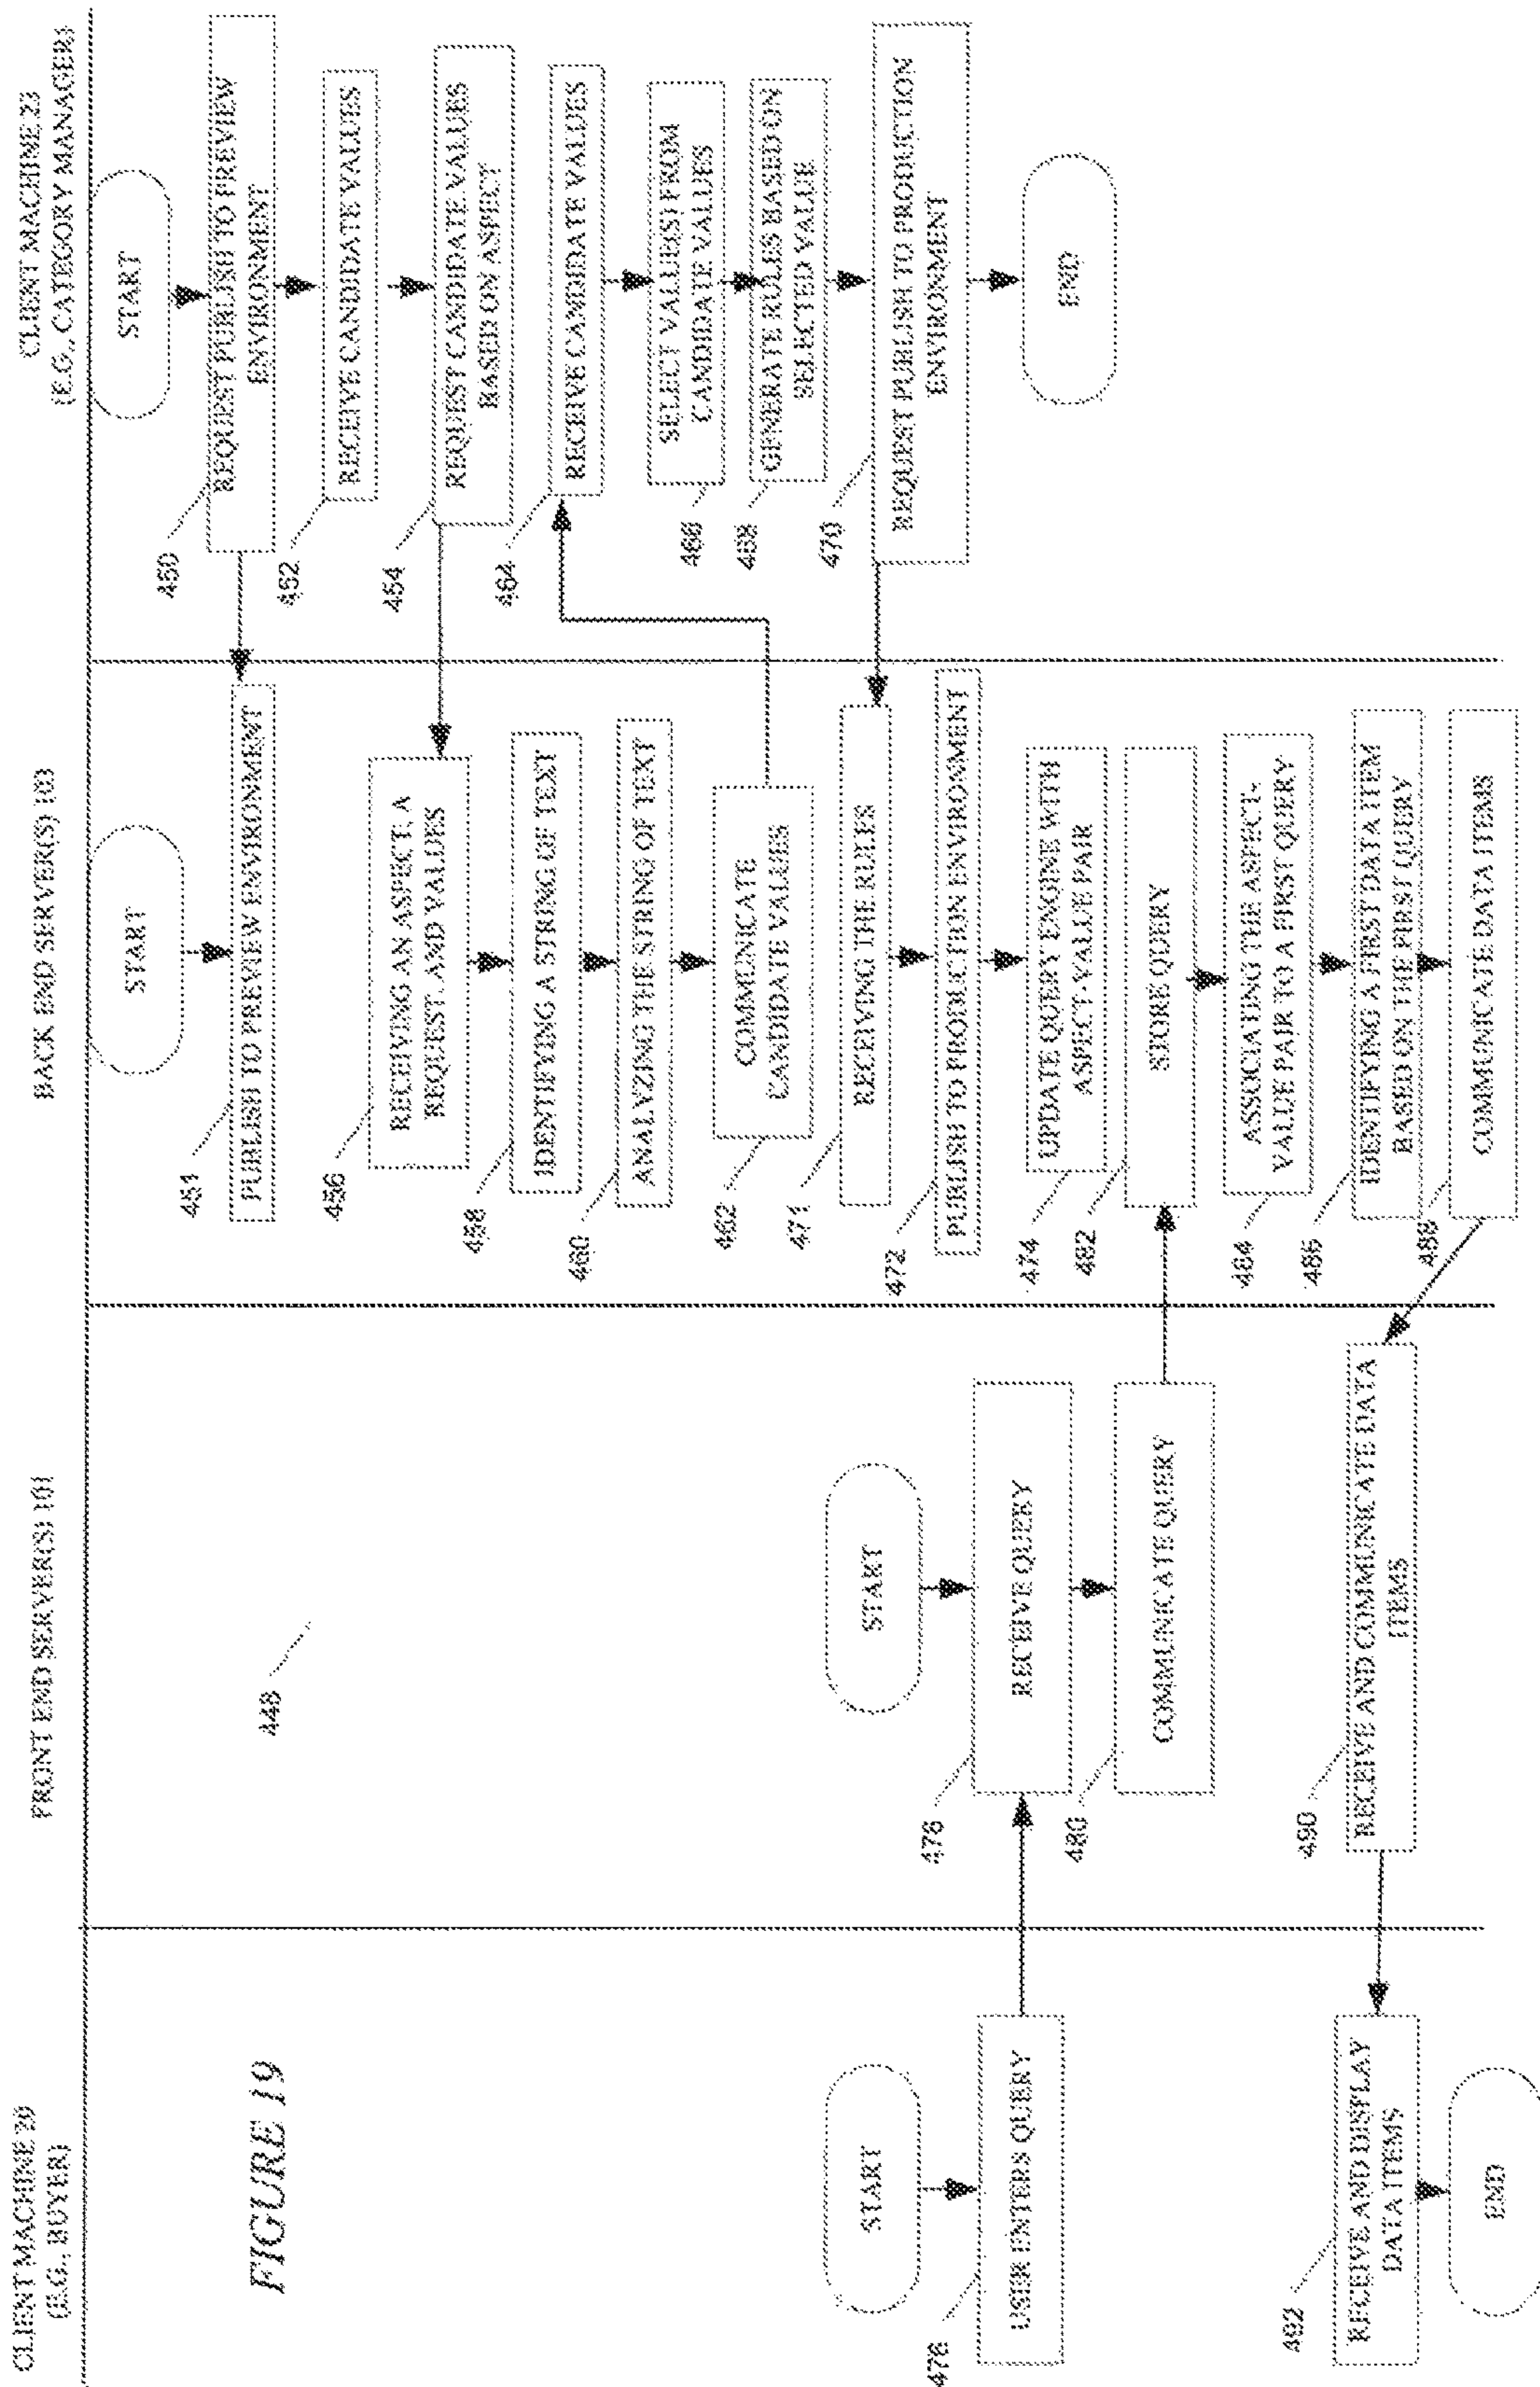 CLIENT MACHINE 20
(E.G., BUYER)
FRONT END SERVER(S) 101
BACK END SERVER(S) 103
CLIENT MACHINE 23
(E.G., CATEGORY MANAGER)
FIGURE 19
448
START
476
USER ENTERS QUERY
492
RECEIVE AND DISPLAY
DATA ITEMS
END
START
478
RECEIVE QUERY
480
COMMUNICATE QUERY
490
RECEIVE AND COMMUNICATE DATA
ITEMS
START
451
PUBLISH TO PREVIEW ENVIRONMENT
456
RECEIVING AN ASPECT, A
REQUEST, AND VALUES
458
IDENTIFYING A STRING OF TEXT
460
ANALYZING THE STRING OF TEXT
462
COMMUNICATE
CANDIDATE VALUES
471
RECEIVING THE RULES
472
PUBLISH TO PRODUCTION ENVIRONMENT
474
UPDATE QUERY ENGINE WITH
ASPECT-VALUE PAIR
482
STORE QUERY
484
ASSOCIATING THE ASPECT-
VALUE PAIR TO A FIRST QUERY
486
IDENTIFYING A FIRST DATA ITEM
BASED ON THE FIRST QUERY
488
COMMUNICATE DATA ITEMS
START
450
REQUEST PUBLISH TO PREVIEW
ENVIRONMENT
452
RECEIVE CANDIDATE VALUES
454
REQUEST CANDIDATE VALUES
BASED ON ASPECT
464
RECEIVE CANDIDATE VALUES
466
SELECT VALUE(S) FROM
CANDIDATE VALUES
468
GENERATE RULES BASED ON
SELECTED VALUE
470
REQUEST PUBLISH TO PRODUCTION
ENVIRONMENT
END